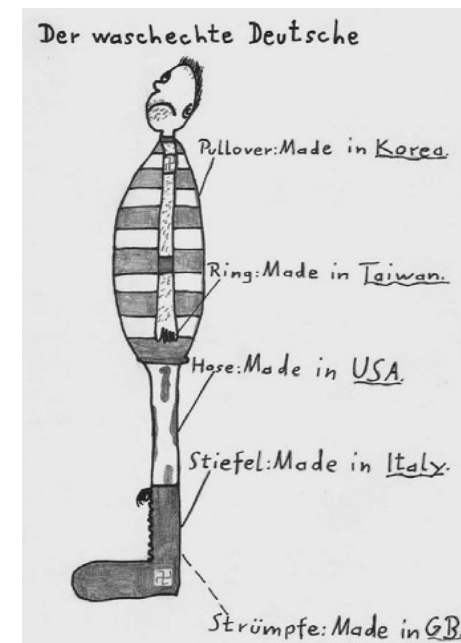 Der waschechte Deutsche
Pullover: Made in Korea.
Ring: Made in Taiwan.
Hose: Made in USA.
Stiefel: Made in Italy.
Strümpfe: Made in GB